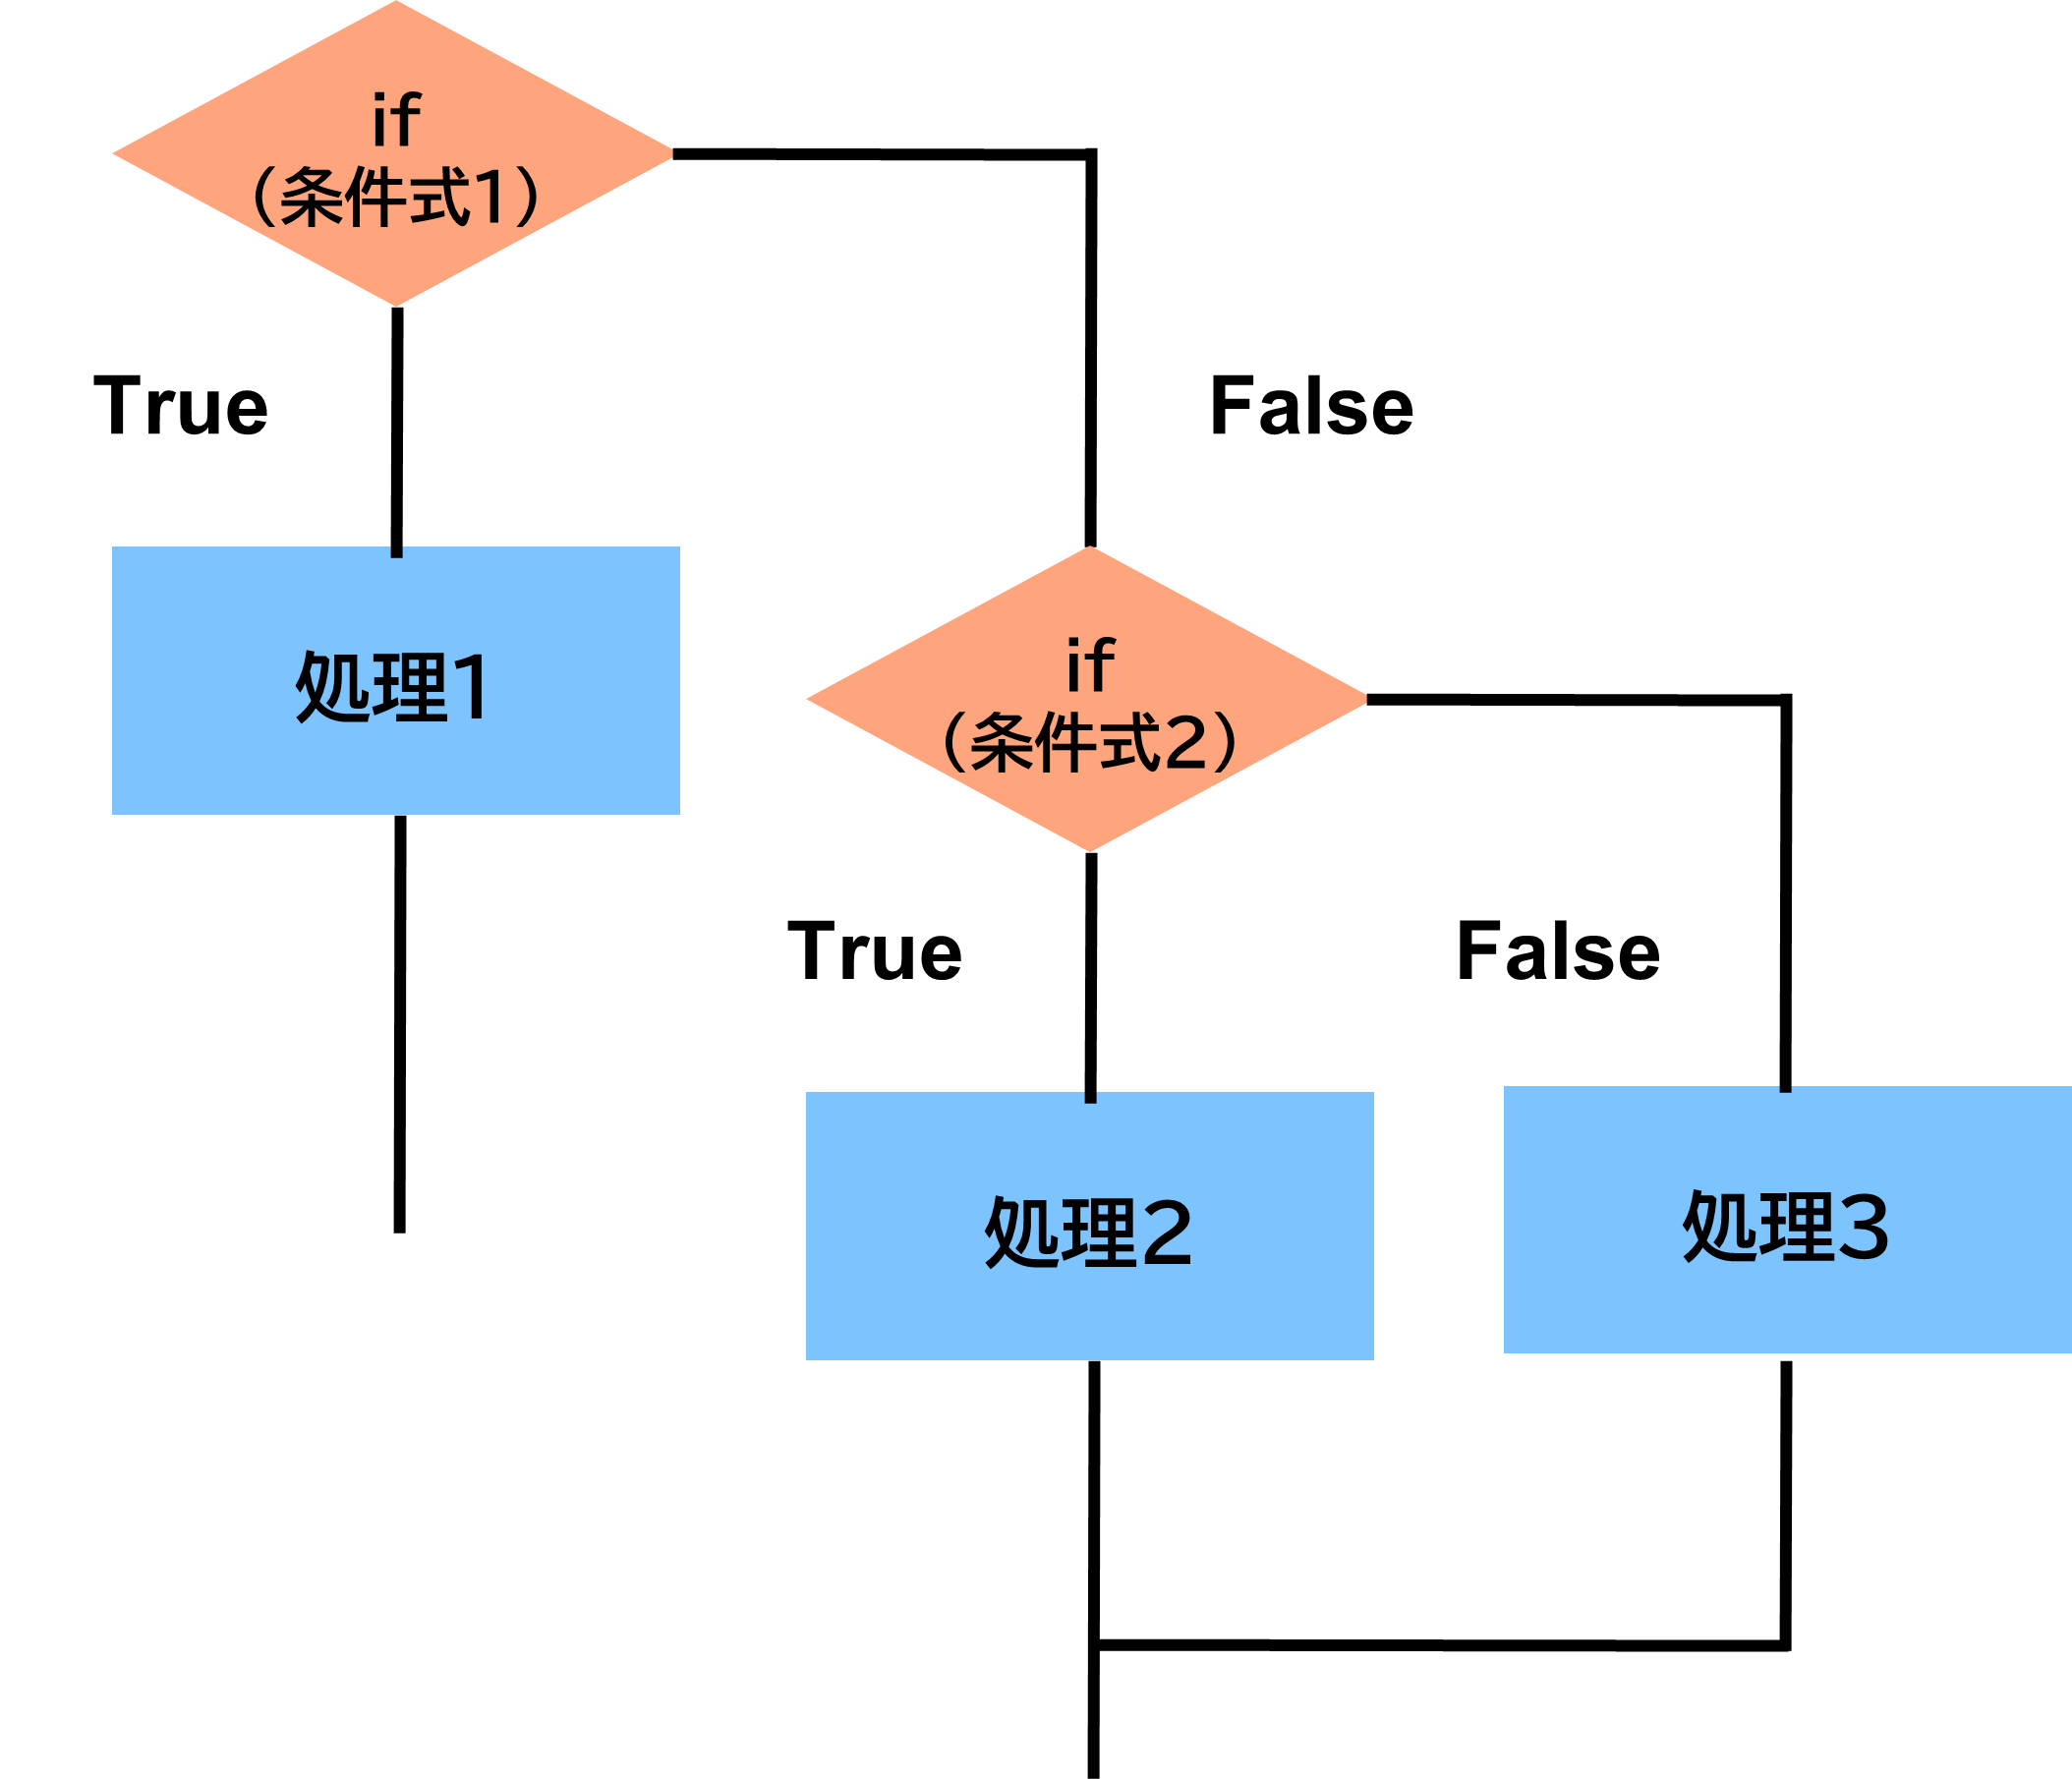 if
（条件式1）
True
False
処理1
if
（条件式2）
True
False
処理2
処理3